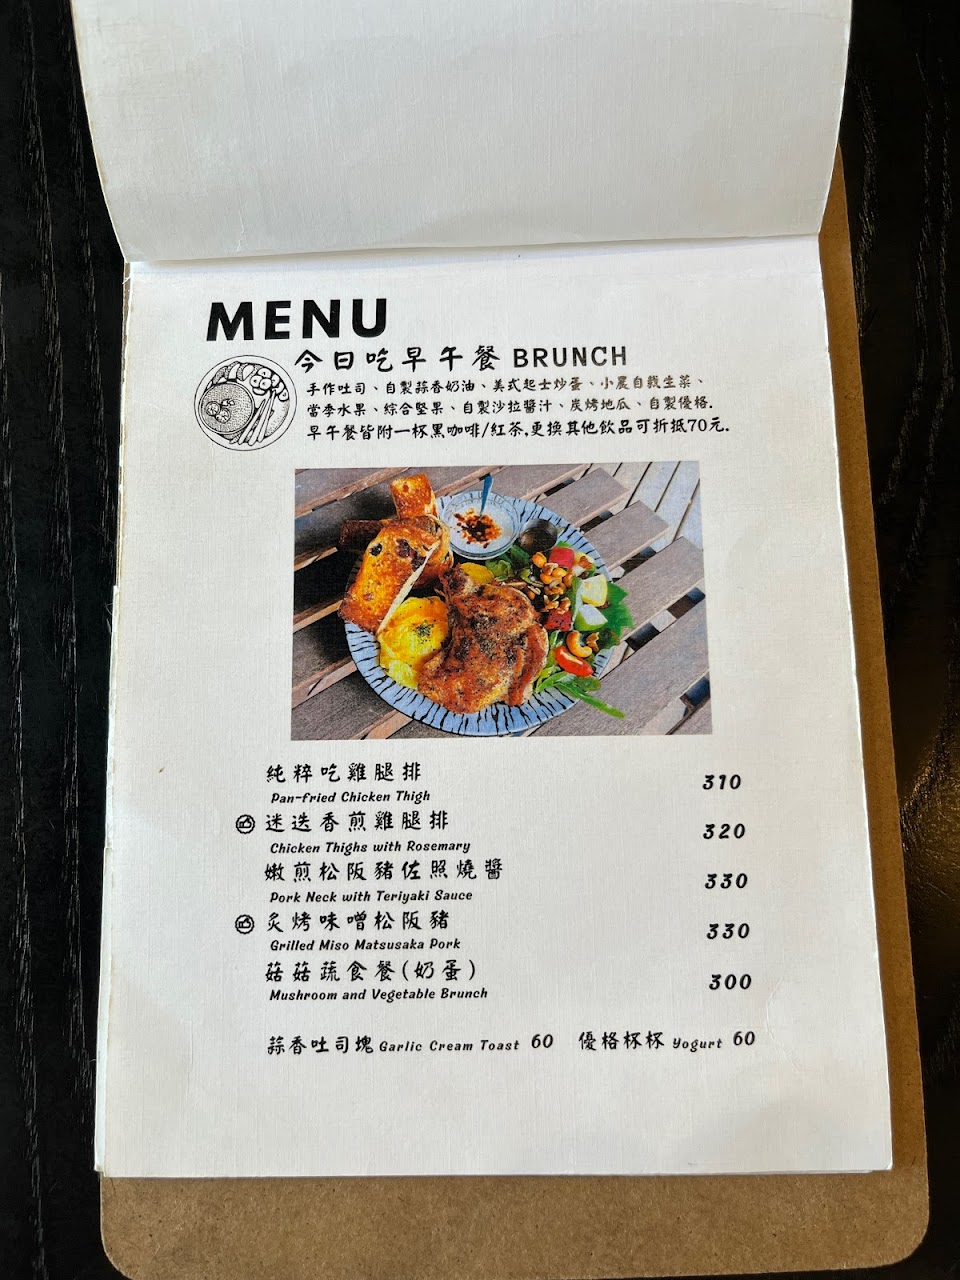 MENU
今日吃早午餐 BRUNCH
手作吐司、自製蒜香奶油、美式起士炒蛋、小農自栽生菜、
當季水果、綜合堅果、自製沙拉醬汁、炭烤地瓜、自製優格.
早午餐皆附一杯黑咖啡/紅茶,更換其他飲品可折抵70元.
純粹吃雞腿排 310
Pan-fried Chicken Thigh
迷迭香煎雞腿排 320
Chicken Thighs with Rosemary
嫩煎松阪豬佐照燒醬 330
Pork Neck with Teriyaki Sauce
炙烤味噌松阪豬 330
Grilled Miso Matsusaka Pork
菇菇蔬食餐(奶蛋) 300
Mushroom and Vegetable Brunch
蒜香吐司塊 Garlic Cream Toast 60 優格杯杯 Yogurt 60